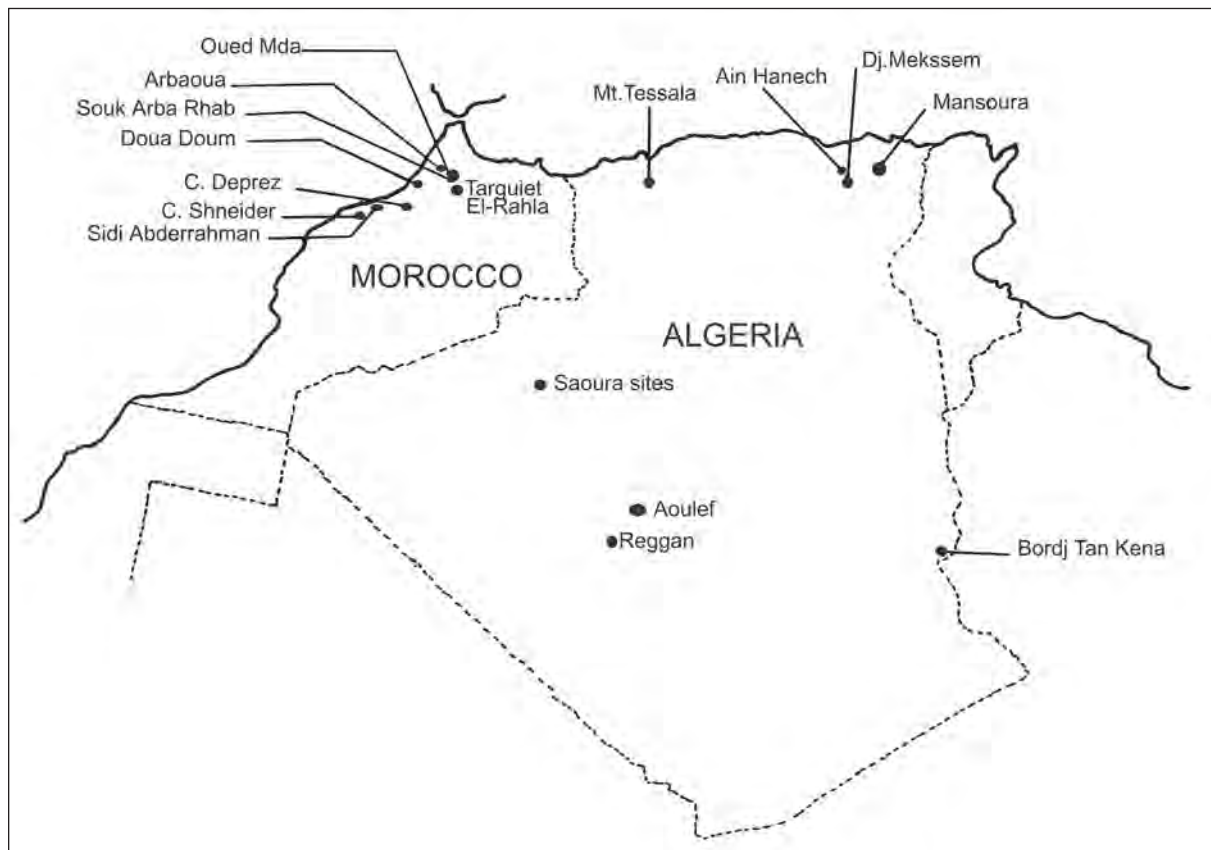 Oued Mda
Arbaoua
Souk Arba Rhab
Doua Doum
C. Deprez
C. Shneider
Sidi Abderrahman
Tarquiet
El-Rahla
MOROCCO
Mt.Tessala
Ain Hanech
Dj.Mekssem
Mansoura
ALGERIA
Saoura sites
Aoulef
Reggan
Bordj Tan Kena